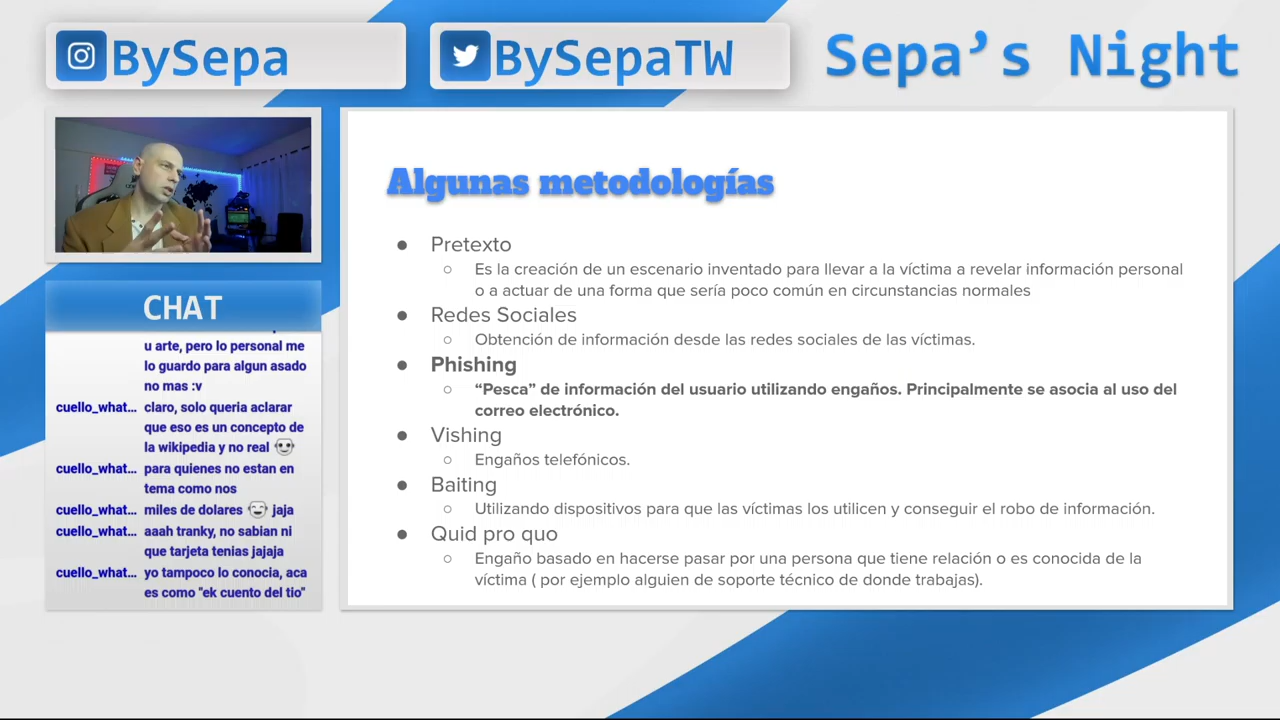 BySepa
BySepaTW
Sepa’s Night
CHAT
u arte, pero lo personal me
lo guardo para algun asado
no mas :v
cuello_what... claro, solo queria aclarar
que eso es un concepto de
la wikipedia y no real
cuello_what... para quienes no estan en
tema como nos
cuello_what... miles de dolares jaja
cuello_what... aaah tranky, no sabian ni
que tarjeta tenias jajaja
cuello_what... yo tampoco lo conocia, aca
es como "ek cuento del tio"
Algunas metodologías
● Pretexto
○ Es la creación de un escenario inventado para llevar a la víctima a revelar información personal
o a actuar de una forma que sería poco común en circunstancias normales
● Redes Sociales
○ Obtención de información desde las redes sociales de las víctimas.
● Phishing
○ “Pesca” de información del usuario utilizando engaños. Principalmente se asocia al uso del
correo electrónico.
● Vishing
○ Engaños telefónicos.
● Baiting
○ Utilizando dispositivos para que las víctimas los utilicen y conseguir el robo de información.
● Quid pro quo
○ Engaño basado en hacerse pasar por una persona que tiene relación o es conocida de la
víctima ( por ejemplo alguien de soporte técnico de donde trabajas).